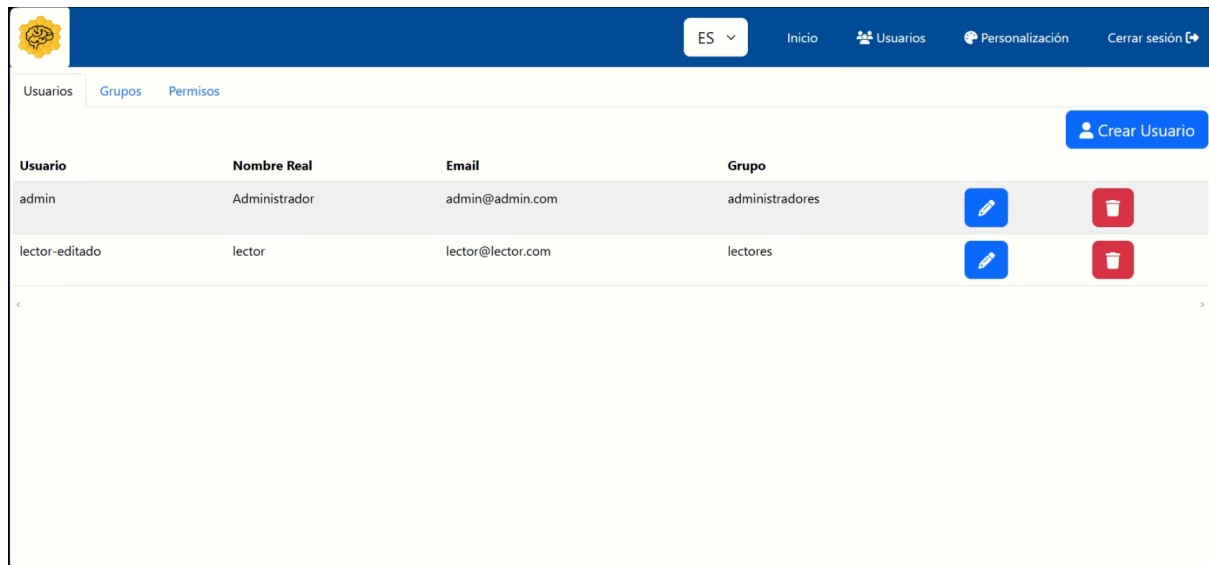 ES Inicio Usuarios Personalización Cerrar sesión
Usuarios Grupos Permisos
Crear Usuario
Usuario Nombre Real Email Grupo
admin Administrador admin@admin.com administradores
lector-editado lector lector@lector.com lectores
‹ ›